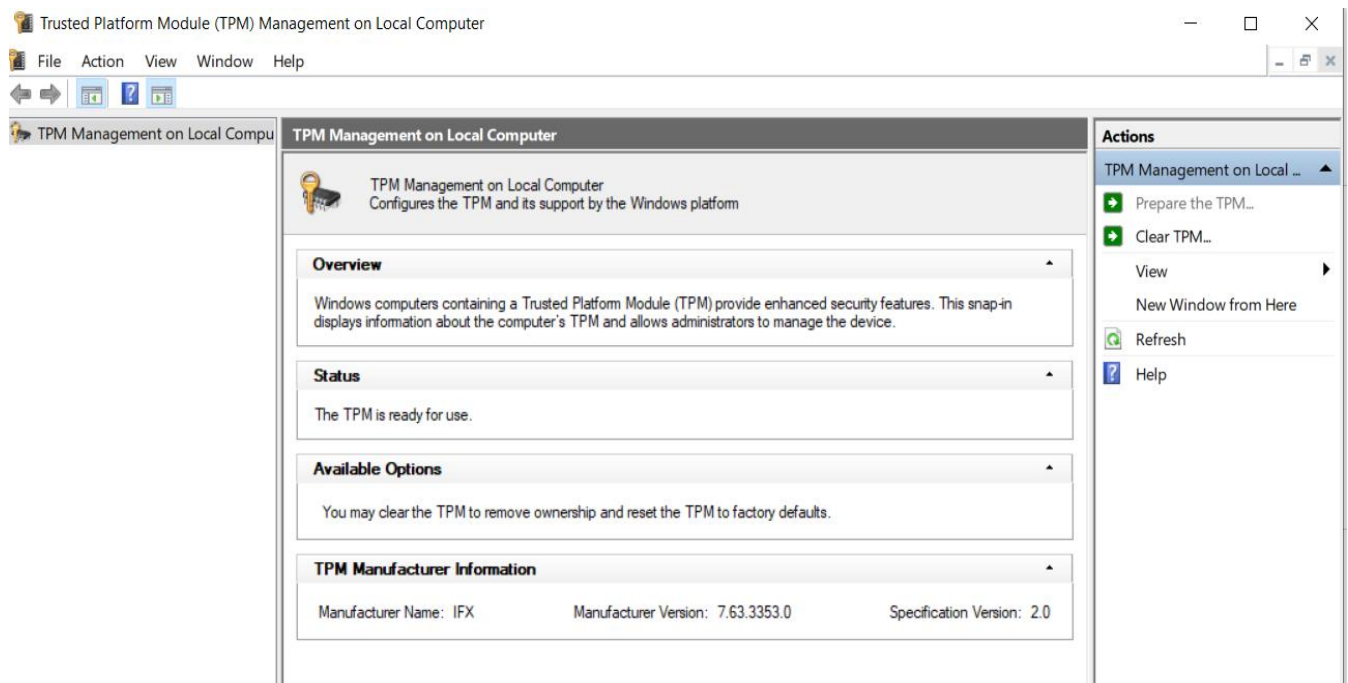 Trusted Platform Module (TPM) Management on Local Computer
File Action View Window Help
TPM Management on Local Compu
TPM Management on Local Computer
TPM Management on Local Computer
Configures the TPM and its support by the Windows platform
Overview
Windows computers containing a Trusted Platform Module (TPM) provide enhanced security features. This snap-in
displays information about the computer's TPM and allows administrators to manage the device.
Status
The TPM is ready for use.
Available Options
You may clear the TPM to remove ownership and reset the TPM to factory defaults.
TPM Manufacturer Information
Manufacturer Name: IFX Manufacturer Version: 7.63.3353.0 Specification Version: 2.0
Actions
TPM Management on Local ...
Prepare the TPM...
Clear TPM...
View
New Window from Here
Refresh
Help